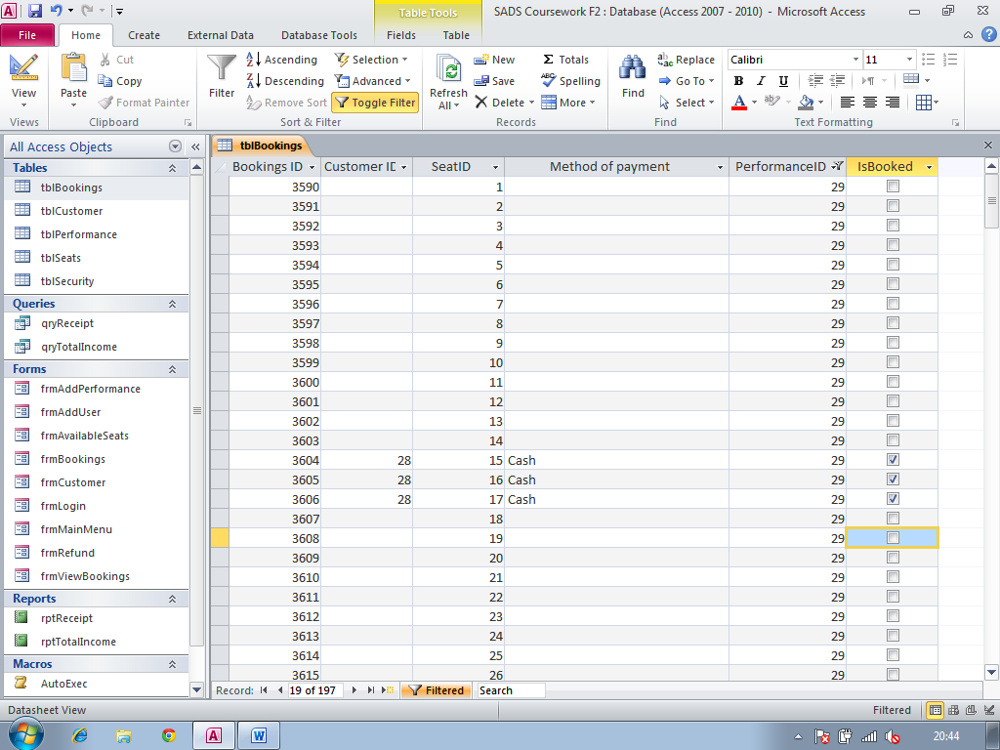 SADS Coursework F2 : Database (Access 2007 - 2010) - Microsoft Access
Table Tools
File Home Create External Data Database Tools Fields Table
View
Views
Paste
Cut
Copy
Format Painter
Clipboard
Filter
Ascending
Descending
Remove Sort
Selection
Advanced
Toggle Filter
Sort & Filter
Refresh All
New
Save
Delete
Totals
Spelling
More
Records
Find
Replace
Go To
Select
Find
Calibri 11
B I U
A ab
Text Formatting
All Access Objects
Tables
tblBookings
tblCustomer
tblPerformance
tblSeats
tblSecurity
Queries
qryReceipt
qryTotalIncome
Forms
frmAddPerformance
frmAddUser
frmAvailableSeats
frmBookings
frmCustomer
frmLogin
frmMainMenu
frmRefund
frmViewBookings
Reports
rptReceipt
rptTotalIncome
Macros
AutoExec
tblBookings
Bookings ID Customer ID SeatID Method of payment PerformanceID IsBooked
3590 1 29
3591 2 29
3592 3 29
3593 4 29
3594 5 29
3595 6 29
3596 7 29
3597 8 29
3598 9 29
3599 10 29
3600 11 29
3601 12 29
3602 13 29
3603 14 29
3604 28 15 Cash 29
3605 28 16 Cash 29
3606 28 17 Cash 29
3607 18 29
3608 19 29
3609 20 29
3610 21 29
3611 22 29
3612 23 29
3613 24 29
3614 25 29
3615 26 29
Record: 19 of 197 Filtered Search
Datasheet View Filtered
20:44